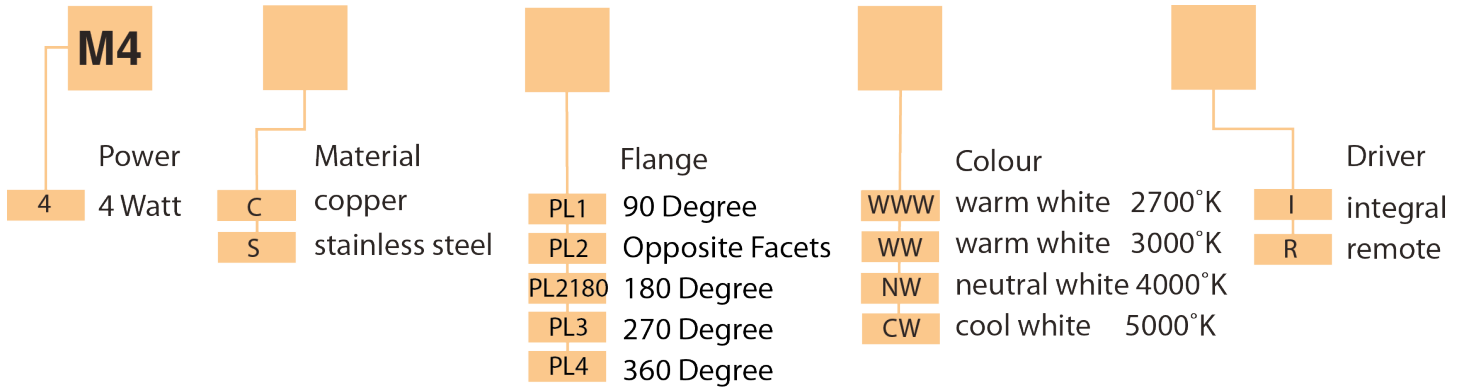 M4
Power
4 4 Watt
Material
C copper
S stainless steel
Flange
PL1 90 Degree
PL2 Opposite Facets
PL2180 180 Degree
PL3 270 Degree
PL4 360 Degree
Colour
WWW warm white 2700°K
WW warm white 3000°K
NW neutral white 4000°K
CW cool white 5000°K
Driver
I integral
R remote